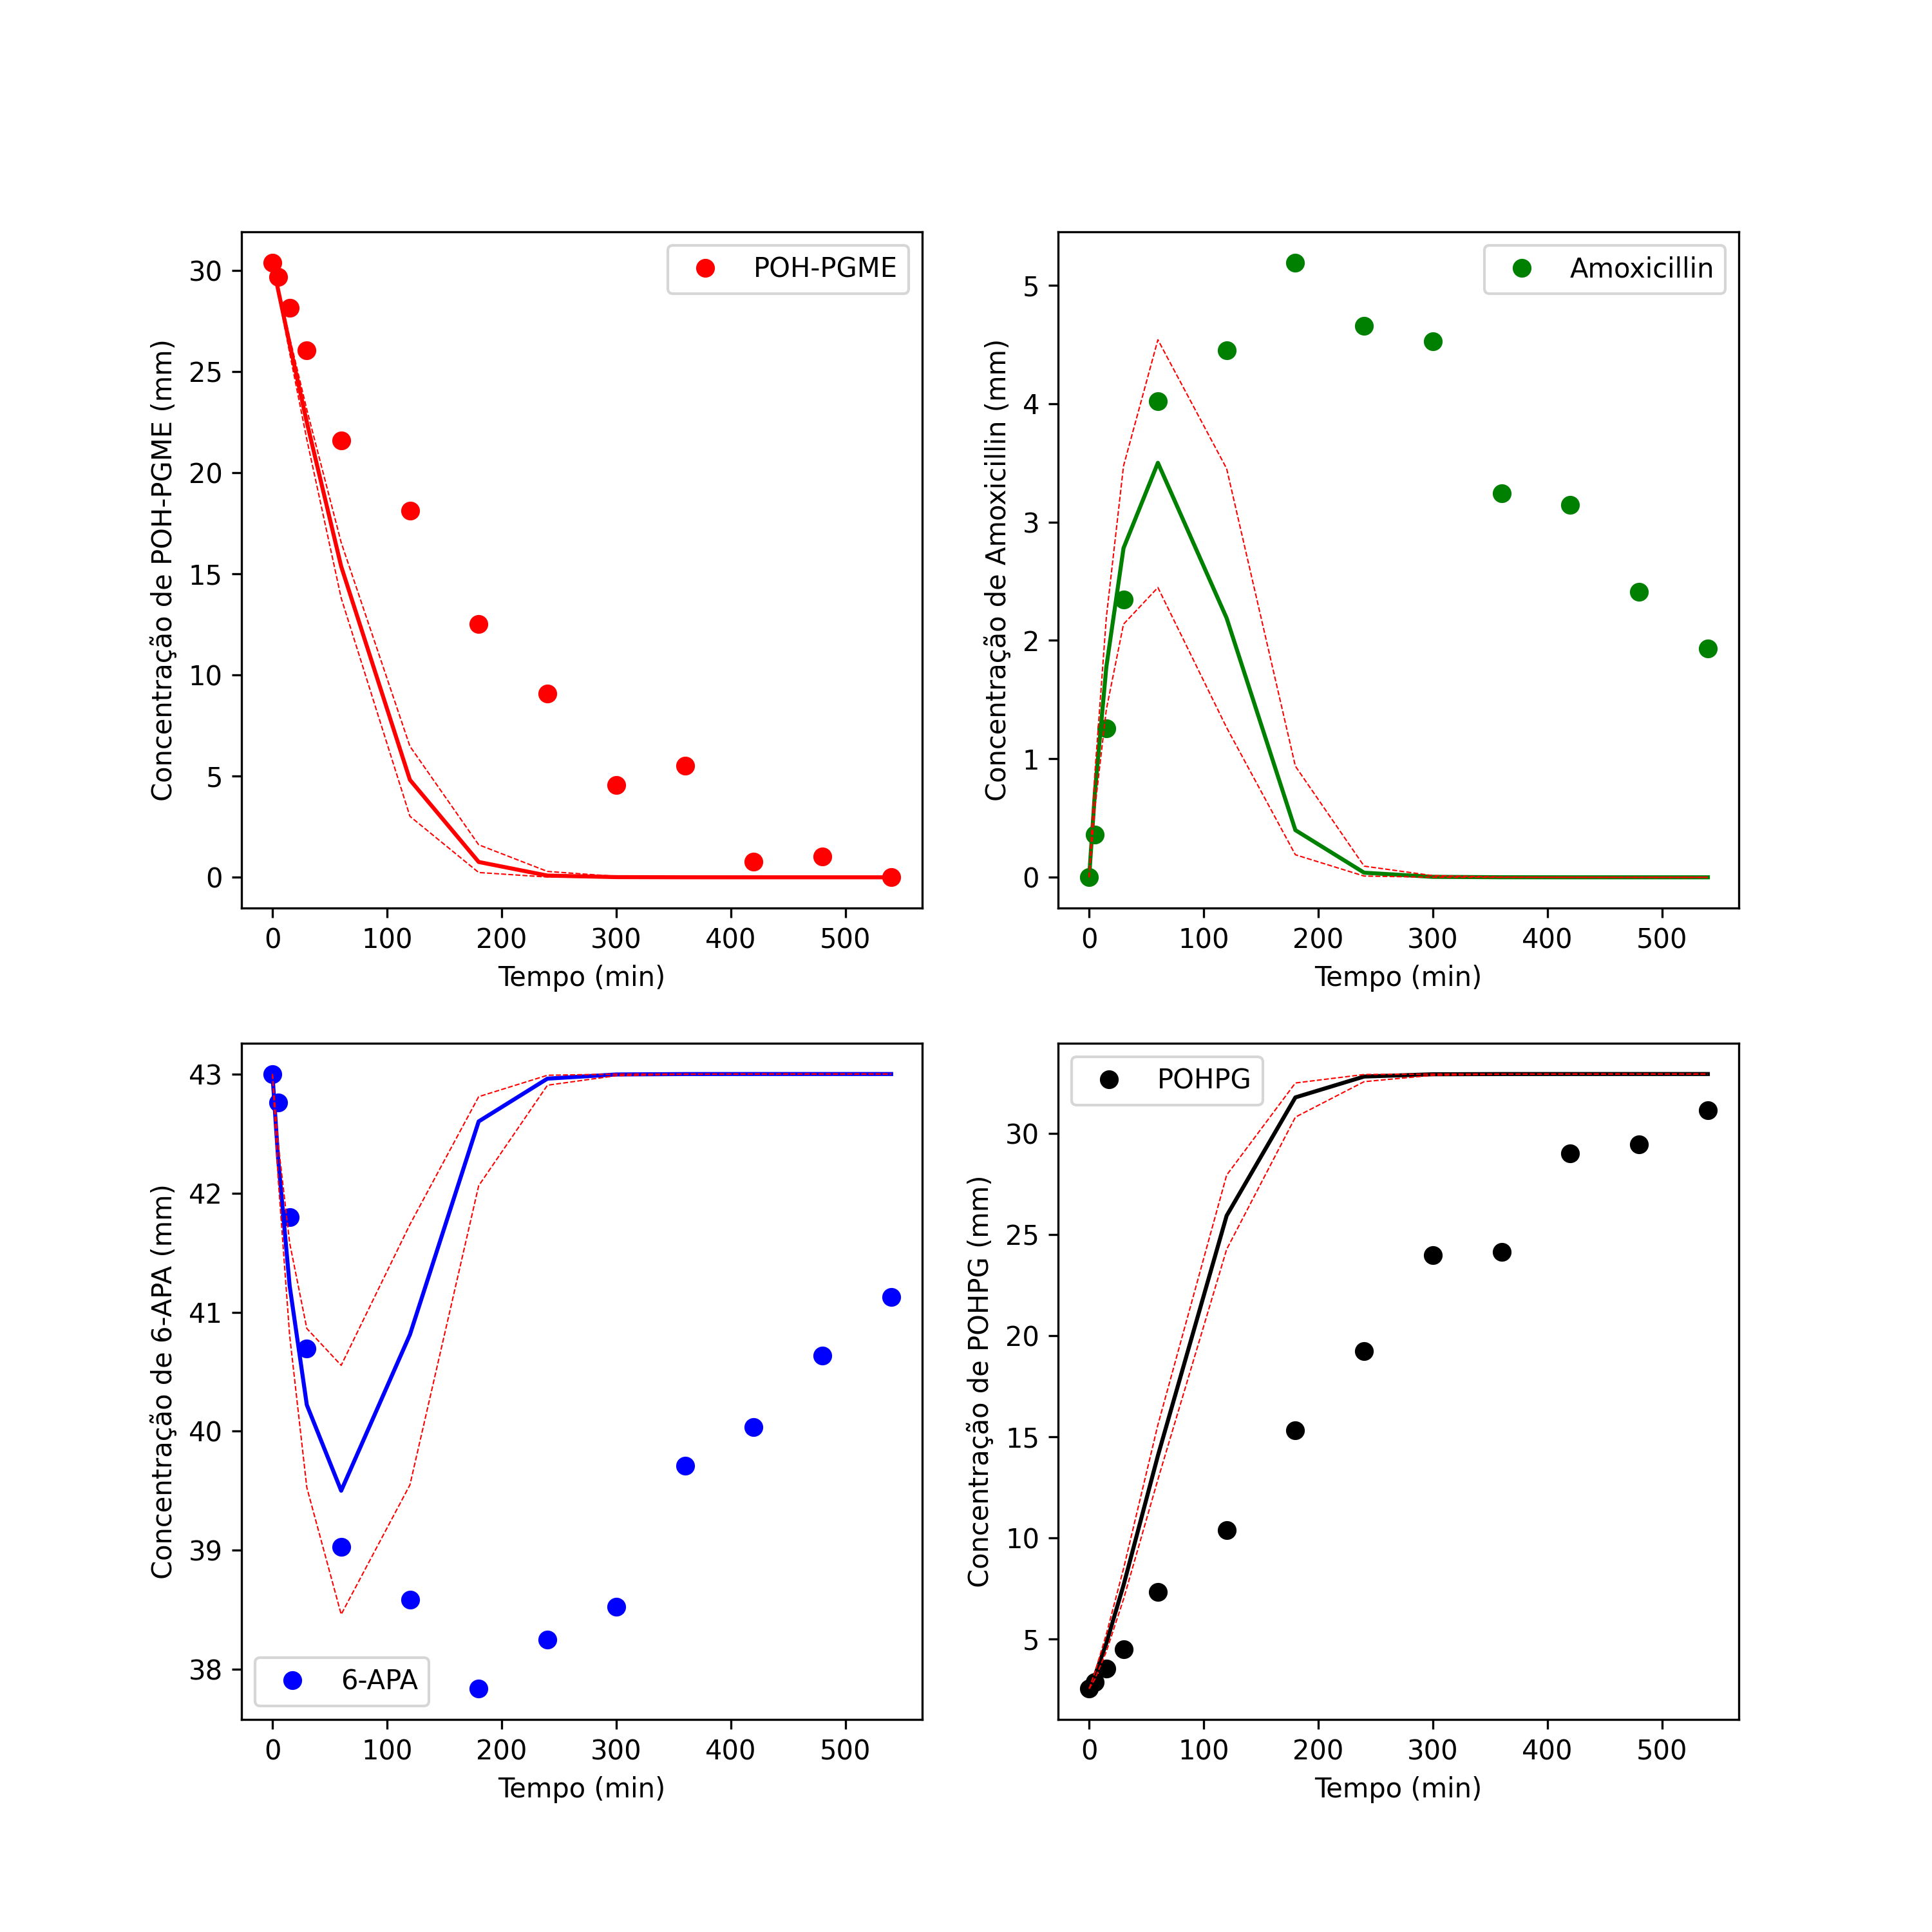 POH-PGME
Concentração de POH-PGME (mm)
30
25
20
15
10
5
0
0 100 200 300 400 500
Tempo (min)
Amoxicillin
Concentração de Amoxicillin (mm)
5
4
3
2
1
0
0 100 200 300 400 500
Tempo (min)
6-APA
Concentração de 6-APA (mm)
43
42
41
40
39
38
0 100 200 300 400 500
Tempo (min)
POHPG
Concentração de POHPG (mm)
30
25
20
15
10
5
0 100 200 300 400 500
Tempo (min)